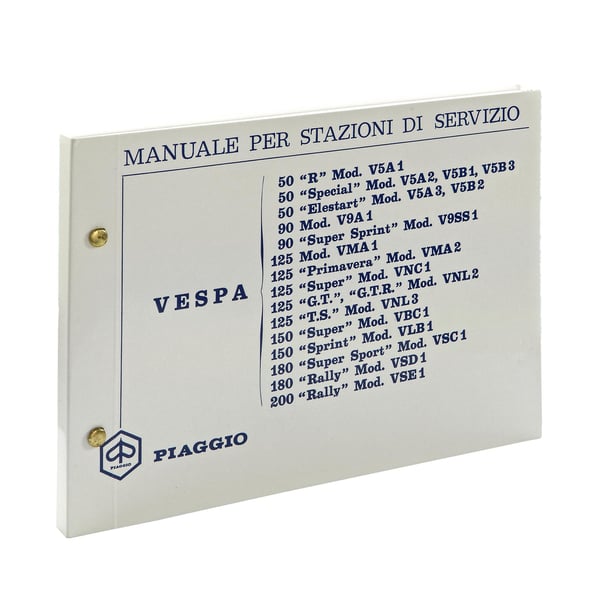 MANUALE PER STAZIONI DI SERVIZIO
VESPA
50 "R" Mod. V5A1
50 "Special" Mod. V5A2, V5B1, V5B3
50 "Elestart" Mod. V5A3, V5B2
90 Mod. V9A1
90 "Super Sprint" Mod. V9SS1
125 Mod. VMA1
125 "Primavera" Mod. VMA2
125 "Super" Mod. VNC1
125 "G.T.", "G.T.R." Mod. VNL2
125 "T.S." Mod. VNL3
150 "Super" Mod. VBC1
150 "Sprint" Mod. VLB1
180 "Super Sport" Mod. VSC1
180 "Rally" Mod. VSD1
200 "Rally" Mod. VSE1
PIAGGIO
PIAGGIO